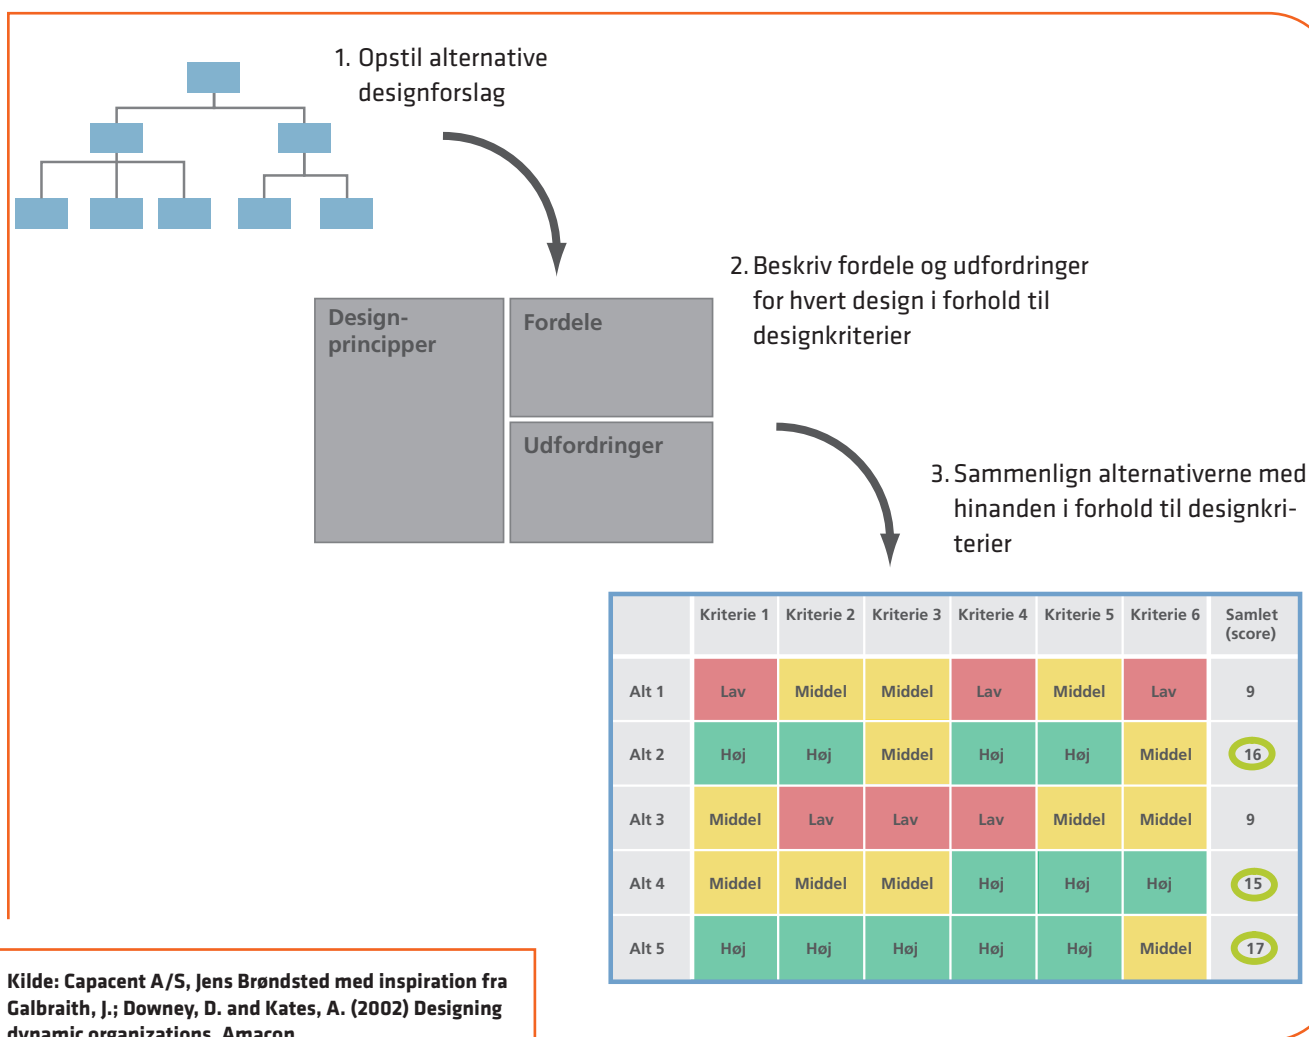 1. Opstil alternative
designforslag
2. Beskriv fordele og udfordringer
for hvert design i forhold til
designkriterier
Design-
principper
Fordele
Udfordringer
3. Sammenlign alternativerne med
hinanden i forhold til designkri-
terier
Kriterie 1 Kriterie 2 Kriterie 3 Kriterie 4 Kriterie 5 Kriterie 6 Samlet
(score)
Alt 1 Lav Middel Middel Lav Middel Lav 9
Alt 2 Høj Høj Middel Høj Høj Middel 16
Alt 3 Middel Lav Lav Lav Middel Middel 9
Alt 4 Middel Middel Middel Høj Høj Høj 15
Alt 5 Høj Høj Høj Høj Høj Middel 17
Kilde: Capacent A/S, Jens Brøndsted med inspiration fra
Galbraith, J.; Downey, D. and Kates, A. (2002) Designing
dynamic organizations. Amacon